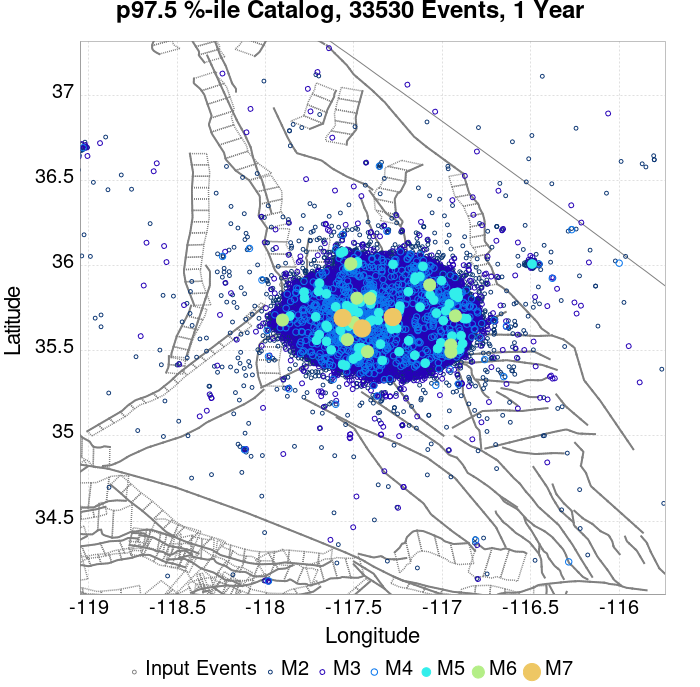 p97.5 %-ile Catalog, 33530 Events, 1 Year
37
36.5
36
35.5
35
34.5
Latitude
-119 -118.5 -118 -117.5 -117 -116.5 -116
Longitude
Input Events M2 M3 M4 M5 M6 M7